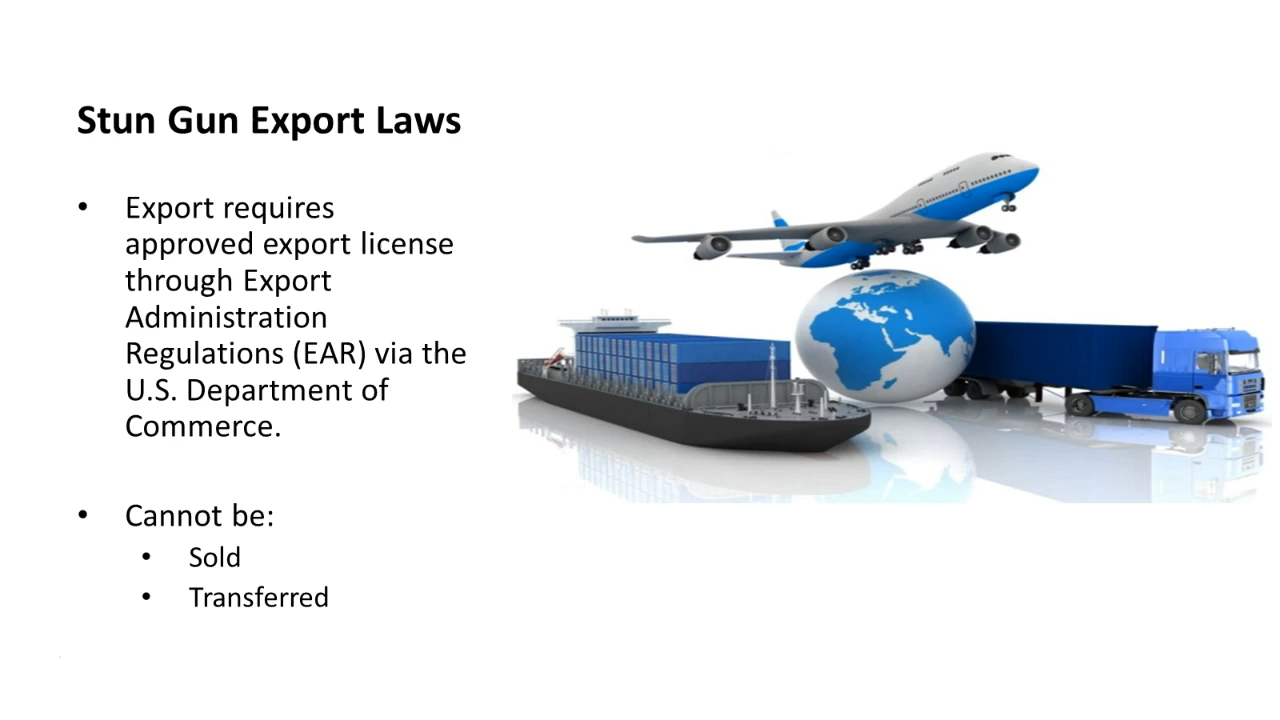 Stun Gun Export Laws
• Export requires
approved export license
through Export
Administration
Regulations (EAR) via the
U.S. Department of
Commerce.
• Cannot be:
• Sold
• Transferred